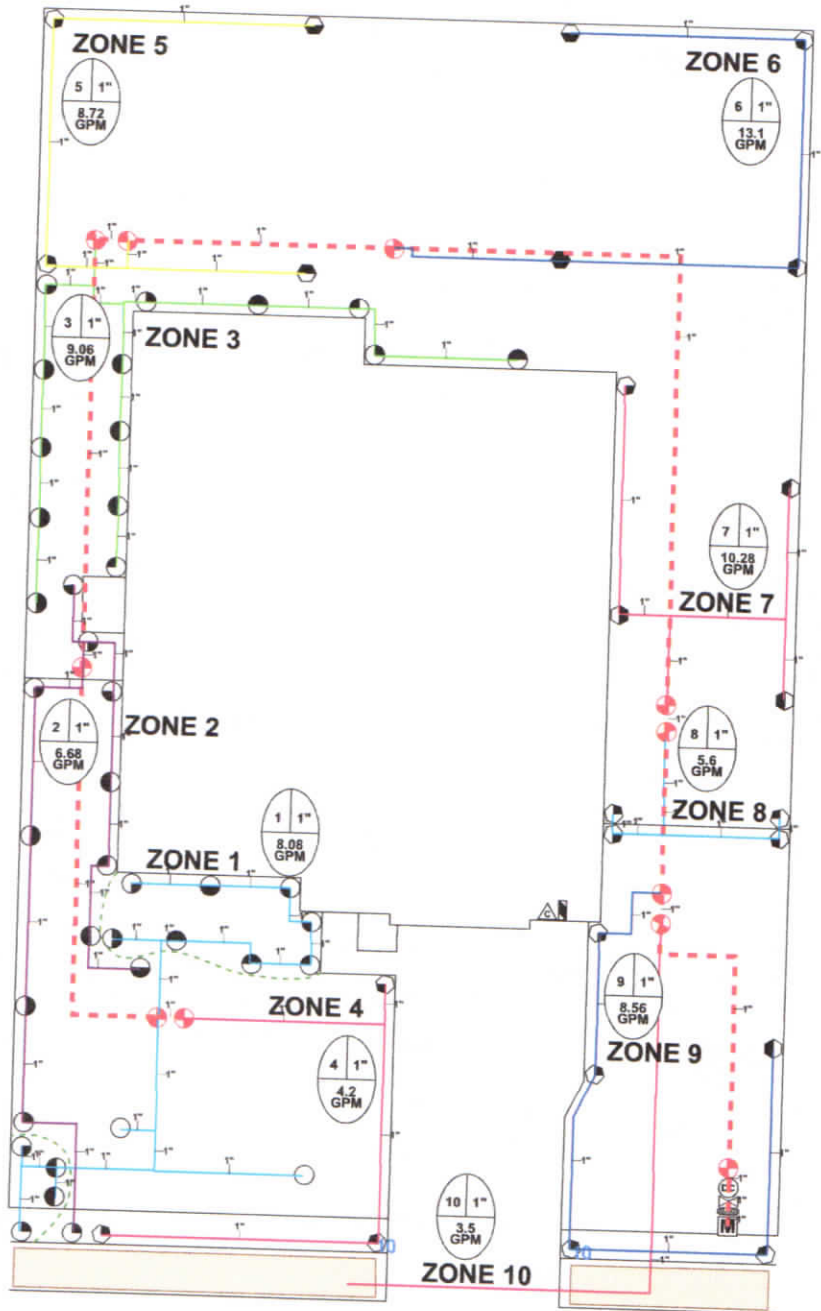 ZONE 5
5 1"
8.72
GPM
ZONE 6
6 1"
13.1
GPM
3 1"
9.06
GPM
ZONE 3
7 1"
10.28
GPM
ZONE 7
2 1"
6.68
GPM
ZONE 2
8 1"
5.6
GPM
ZONE 8
1 1"
8.08
GPM
ZONE 1
C
9 1"
8.56
GPM
ZONE 9
ZONE 4
4 1"
4.2
GPM
10 1"
3.5
GPM
ZONE 10
M
1"